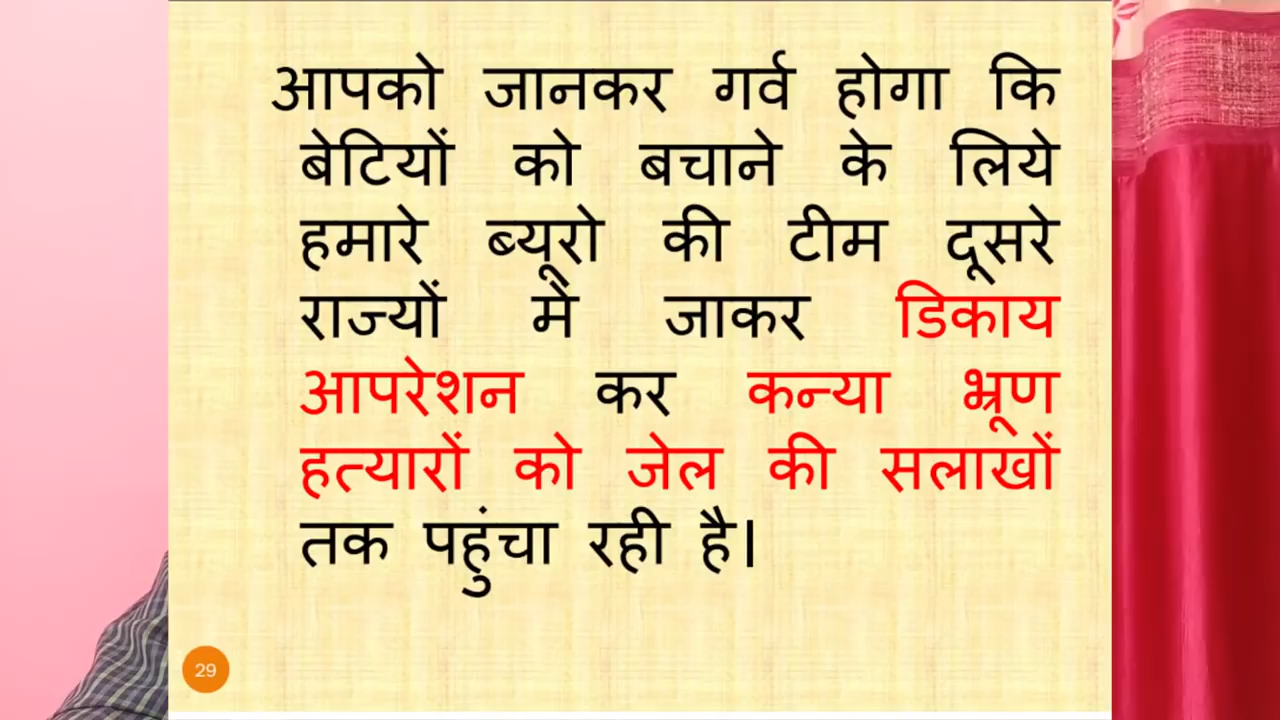 आपको जानकर गर्व होगा कि
बेटियों को बचाने के लिये
हमारे ब्यूरो की टीम दूसरे
राज्यों में जाकर डिकाय
आपरेशन कर कन्या भ्रूण
हत्यारों को जेल की सलाखों
तक पहुंचा रही है।
29